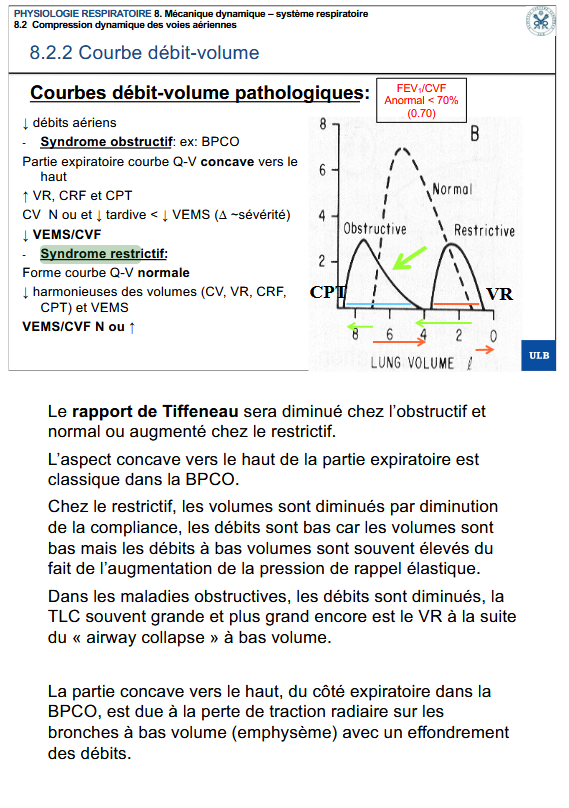 PHYSIOLOGIE RESPIRATOIRE 8. Mécanique dynamique – système respiratoire
8.2 Compression dynamique des voies aériennes
8.2.2 Courbe débit-volume
Courbes débit-volume pathologiques:
FEV₁/CVF
Anormal < 70%
(0.70)
↓ débits aériens
- Syndrome obstructif: ex: BPCO
Partie expiratoire courbe Q-V concave vers le
haut
↑ VR, CRF et CPT
CV N ou et ↓ tardive < ↓ VEMS (Δ ~sévérité)
↓ VEMS/CVF
- Syndrome restrictif:
Forme courbe Q-V normale
↓ harmonieuses des volumes (CV, VR, CRF,
CPT) et VEMS
VEMS/CVF N ou ↑
8
B
6
Normal
4
Obstructive
Restrictive
2
CPT
VR
8 6 4 2 0
LUNG VOLUME l
ULB
Le rapport de Tiffeneau sera diminué chez l'obstructif et
normal ou augmenté chez le restrictif.
L'aspect concave vers le haut de la partie expiratoire est
classique dans la BPCO.
Chez le restrictif, les volumes sont diminués par diminution
de la compliance, les débits sont bas car les volumes sont
bas mais les débits à bas volumes sont souvent élevés du
fait de l'augmentation de la pression de rappel élastique.
Dans les maladies obstructives, les débits sont diminués, la
TLC souvent grande et plus grand encore est le VR à la suite
du « airway collapse » à bas volume.
La partie concave vers le haut, du côté expiratoire dans la
BPCO, est due à la perte de traction radiaire sur les
bronches à bas volume (emphysème) avec un effondrement
des débits.